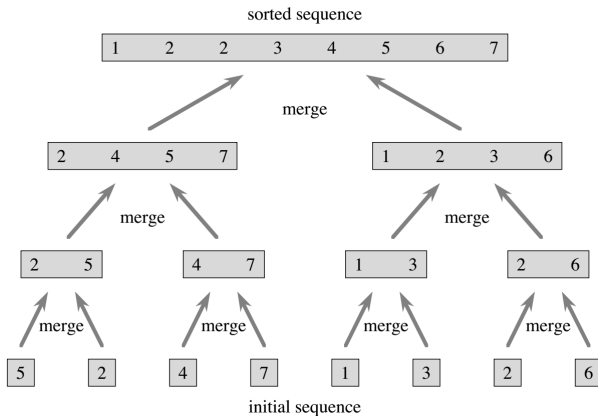 sorted sequence
1 2 2 3 4 5 6 7
merge
2 4 5 7
1 2 3 6
merge
merge
2 5
4 7
1 3
2 6
merge
merge
merge
merge
5
2
4
7
1
3
2
6
initial sequence